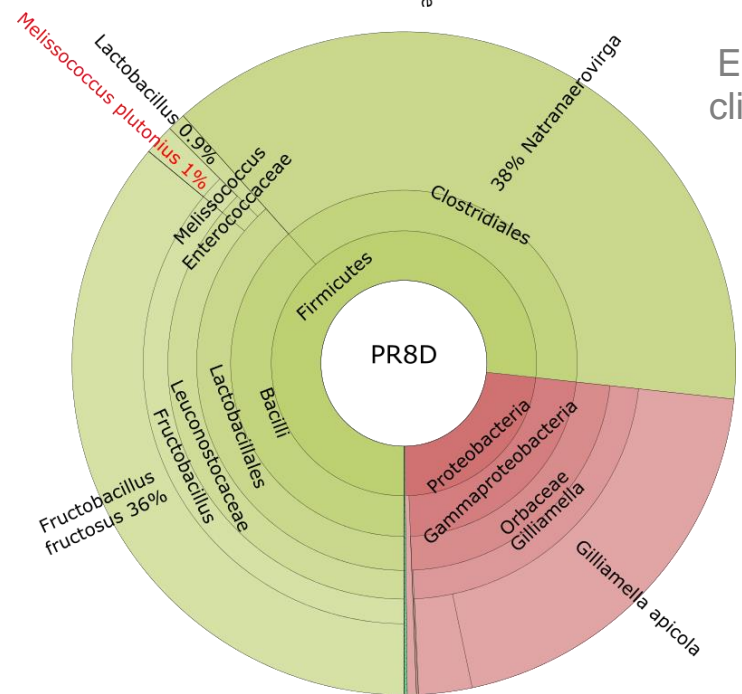 e
E
cli
Melissococcus plutonius 1%
Lactobacillus 0.9%
38% Natranaerovirga
Melissococcus
Enterococcaceae
Clostridiales
Firmicutes
PR8D
Bacilli
Lactobacillales
Leuconostocaceae
Fructobacillus
Fructobacillus
fructosus 36%
Proteobacteria
Gammaproteobacteria
Orbaceae
Gilliamella
Gilliamella apicola